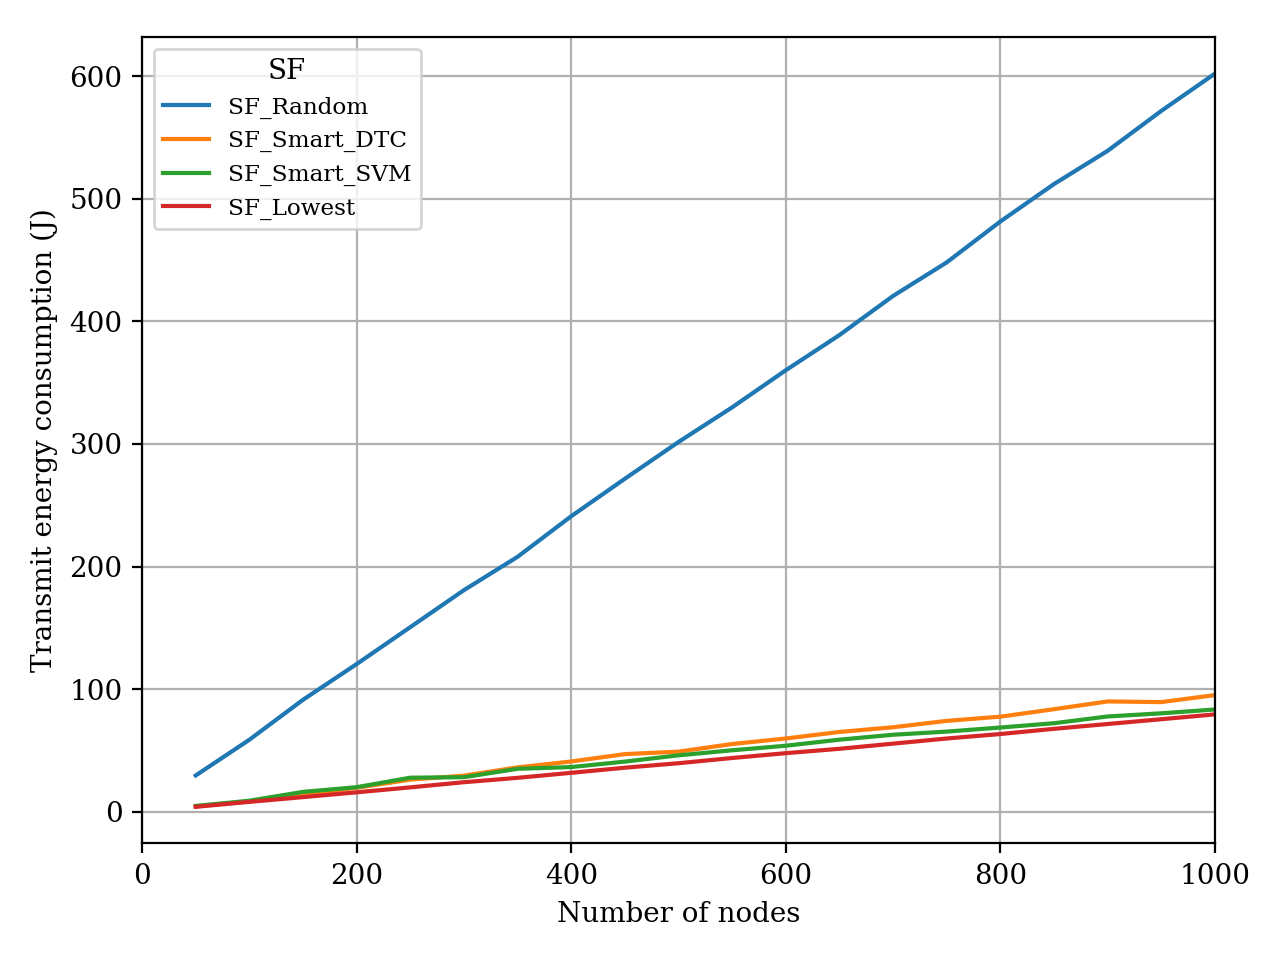 SF
SF_Random
SF_Smart_DTC
SF_Smart_SVM
SF_Lowest
Transmit energy consumption (J)
600
500
400
300
200
100
0
0 200 400 600 800 1000
Number of nodes